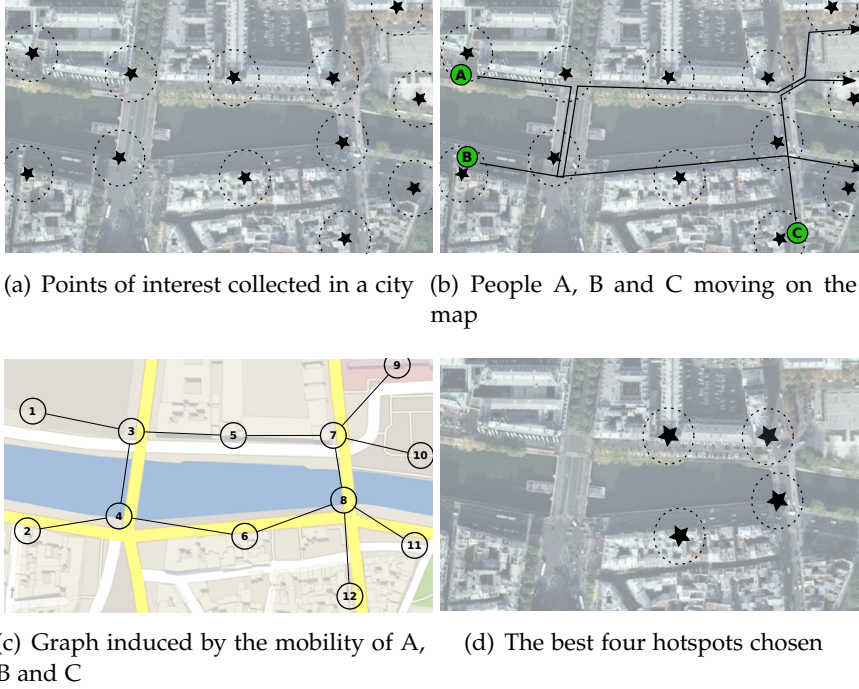 A
B
C
(a) Points of interest collected in a city
(b) People A, B and C moving on the
map
9
1
3
5
7
10
8
4
2
6
11
12
(c) Graph induced by the mobility of A,
B and C
(d) The best four hotspots chosen